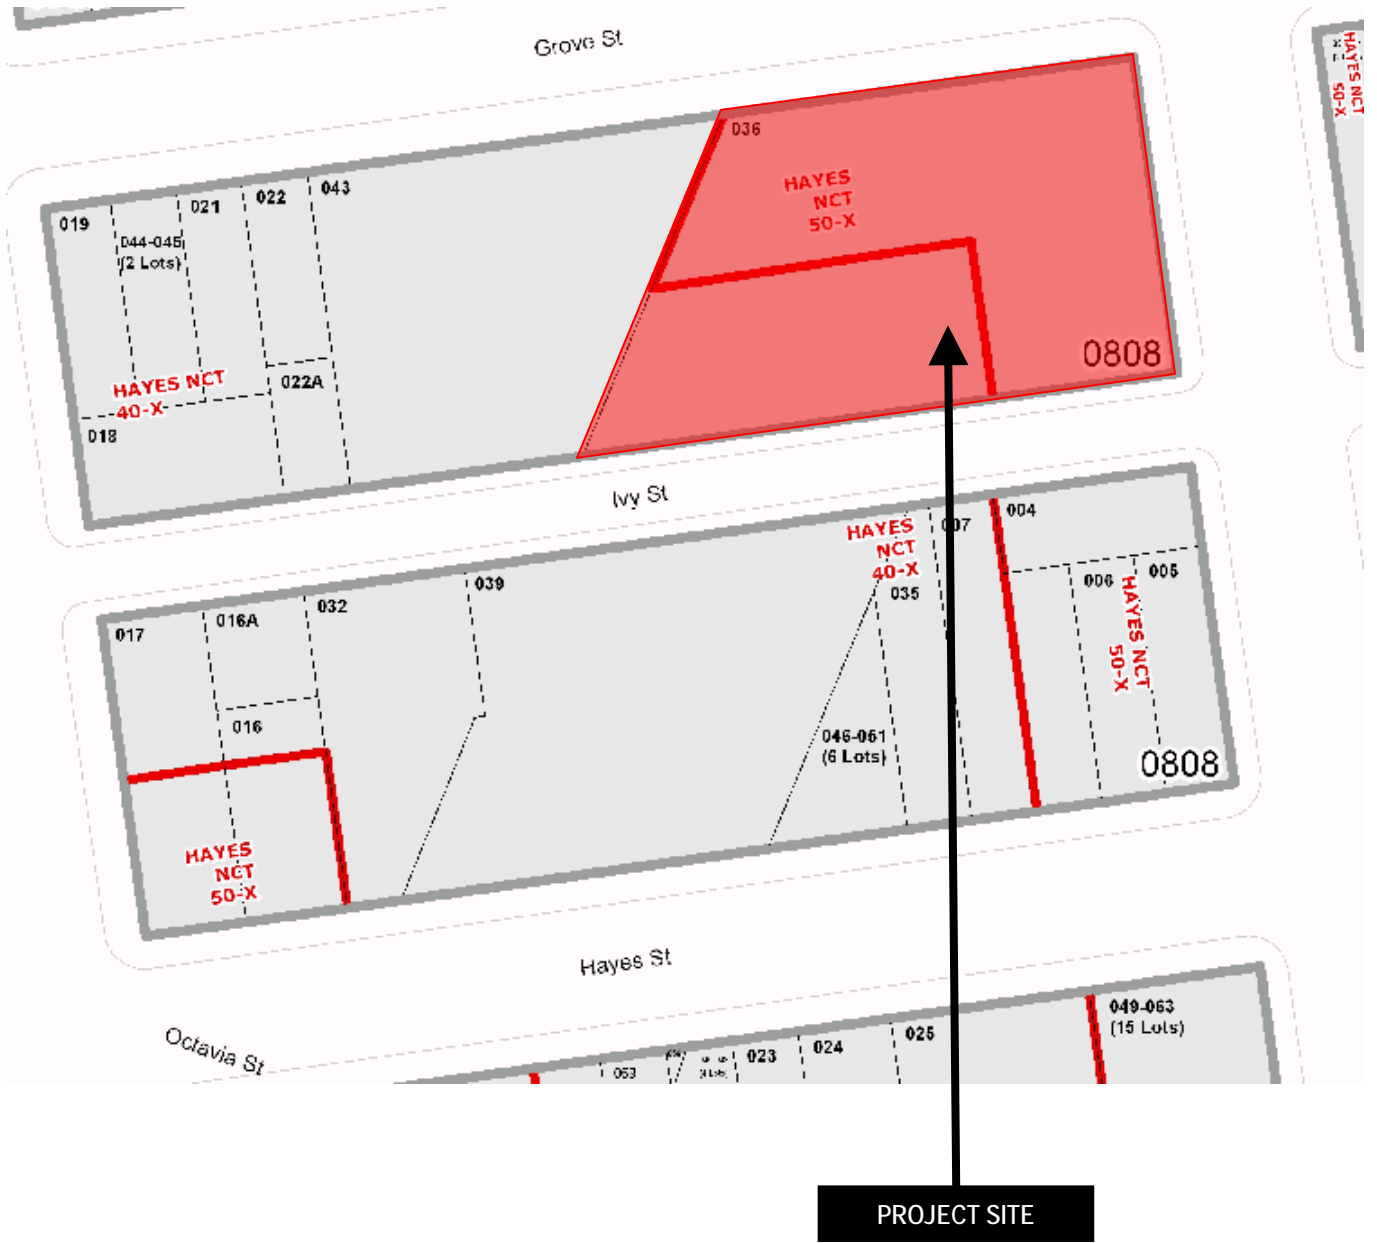 Grove St
HAYES NCT
50-X
036
HAYES
NCT
50-X
043
022
021
019
044-045
(2 Lots)
0808
022A
HAYES NCT
40-X
018
Ivy St
004
007
HAYES
NCT
40-X
035
005
006
HAYES NCT
50-X
039
032
016A
017
016
046-051
(6 Lots)
0808
HAYES
NCT
50-X
Hayes St
049-063
(15 Lots)
025
024
023
053
Octavia St
PROJECT SITE